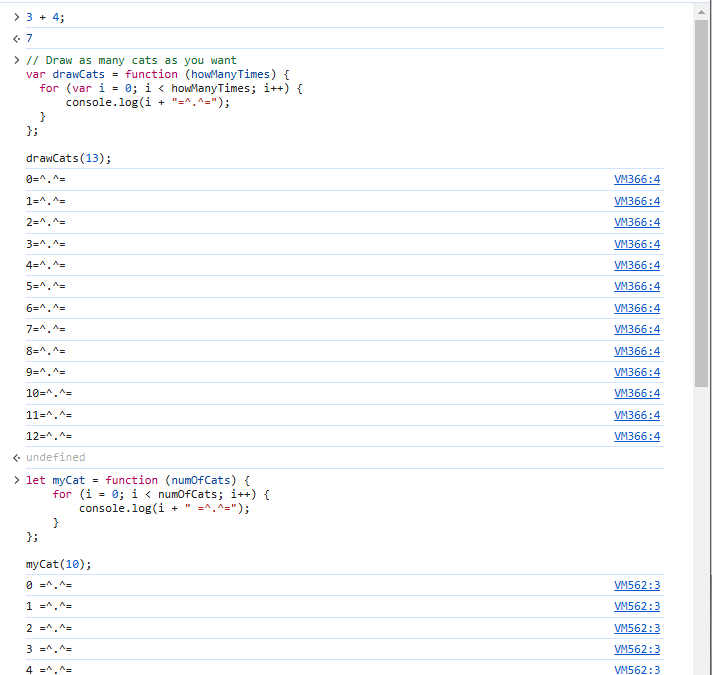 > 3 + 4;
< 7
> // Draw as many cats as you want
var drawCats = function (howManyTimes) {
  for (var i = 0; i < howManyTimes; i++) {
      console.log(i + "=^.^=");
  }
};
drawCats(13);
0=^.^= VM366:4
1=^.^= VM366:4
2=^.^= VM366:4
3=^.^= VM366:4
4=^.^= VM366:4
5=^.^= VM366:4
6=^.^= VM366:4
7=^.^= VM366:4
8=^.^= VM366:4
9=^.^= VM366:4
10=^.^= VM366:4
11=^.^= VM366:4
12=^.^= VM366:4
< undefined
> let myCat = function (numOfCats) {
    for (i = 0; i < numOfCats; i++) {
        console.log(i + " =^.^=");
    }
};
myCat(10);
0 =^.^= VM562:3
1 =^.^= VM562:3
2 =^.^= VM562:3
3 =^.^= VM562:3
4 =^.^= VM562:3